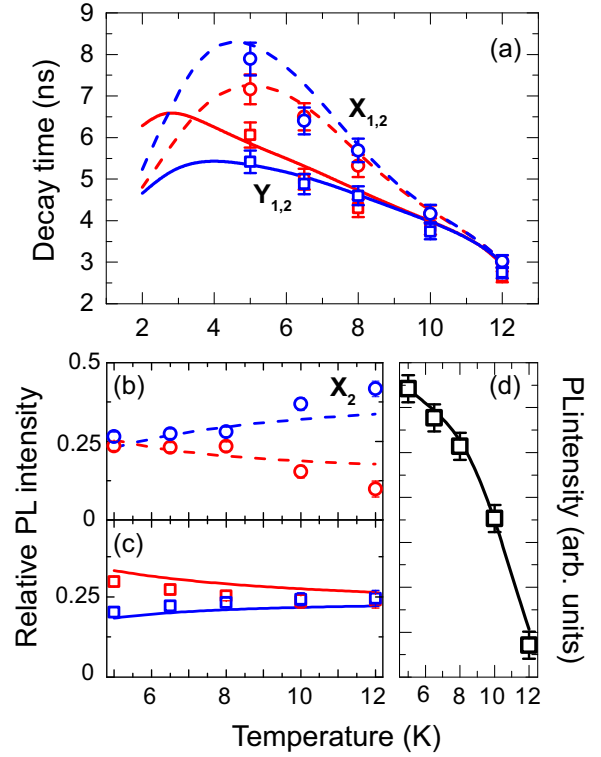 9
8
7
6
5
4
3
2
Decay time (ns)
(a)
X1,2
Y1,2
2 4 6 8 10 12
0.5
0.25
0
(b)
X2
(d)
0.25
0
(c)
6 8 10 12
6 8 10 12
Relative PL intensity
PLintensity (arb. units)
Temperature (K)